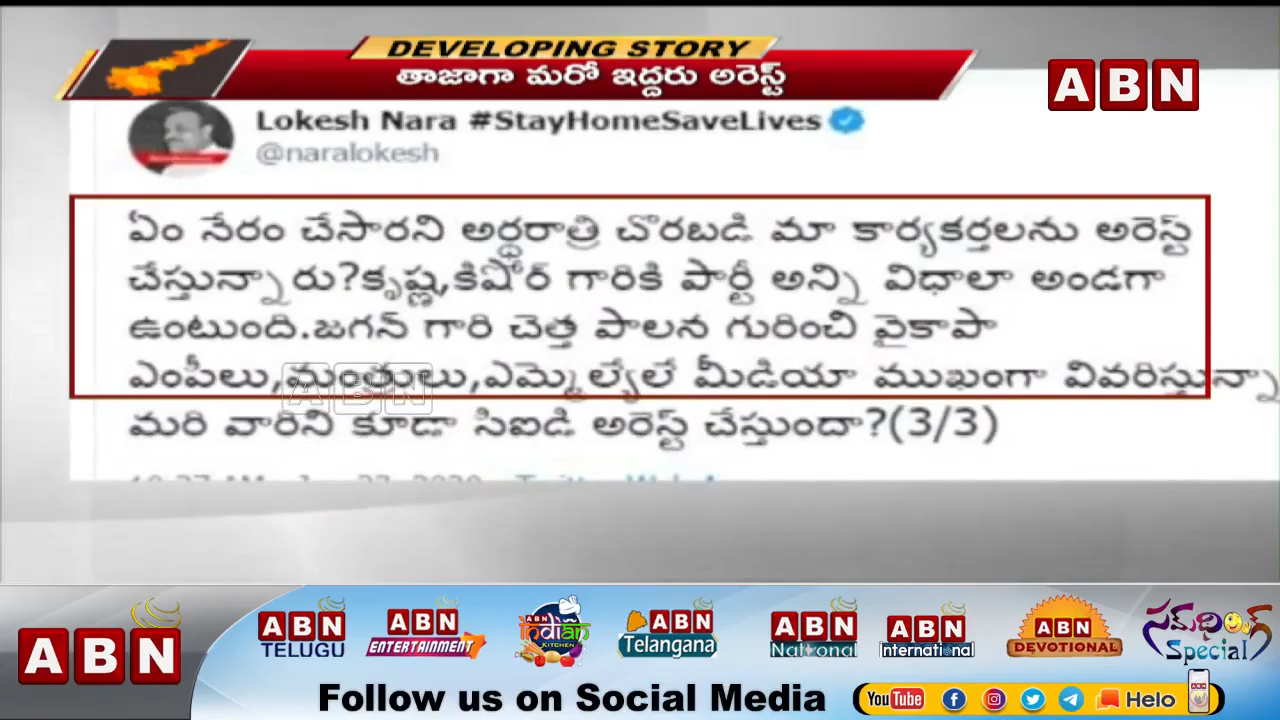 DEVELOPING STORY
తాజాగా మరో ఇద్దరు అరెస్ట్
ABN
Lokesh Nara #StayHomeSaveLives
@naralokesh
ఏం నేరం చేసారని అర్ధరాత్రి చొరబడి మా కార్యకర్తలను అరెస్ట్
చేస్తున్నారు?కృష్ణ,కిషోర్ గారికి పార్టీ అన్ని విధాలా అండగా
ఉంటుంది.జగన్ గారి చెత్త పాలన గురించి వైకాపా
ఎంపీలు,మంత్రులు,ఎమ్మెల్యేలే మీడియా ముఖంగా వివరిస్తున్నా
ABN
మరి వారిని కూడా సిఐడి అరెస్ట్ చేస్తుందా?(3/3)
ABN
ABN TELUGU
ABN ENTERTAINMENT
ABN Indian KITCHEN
ABN Telangana
ABN National
ABN International
ABN DEVOTIONAL
సమ్‌థింగ్ Special
Follow us on Social Media
YouTube
Helo